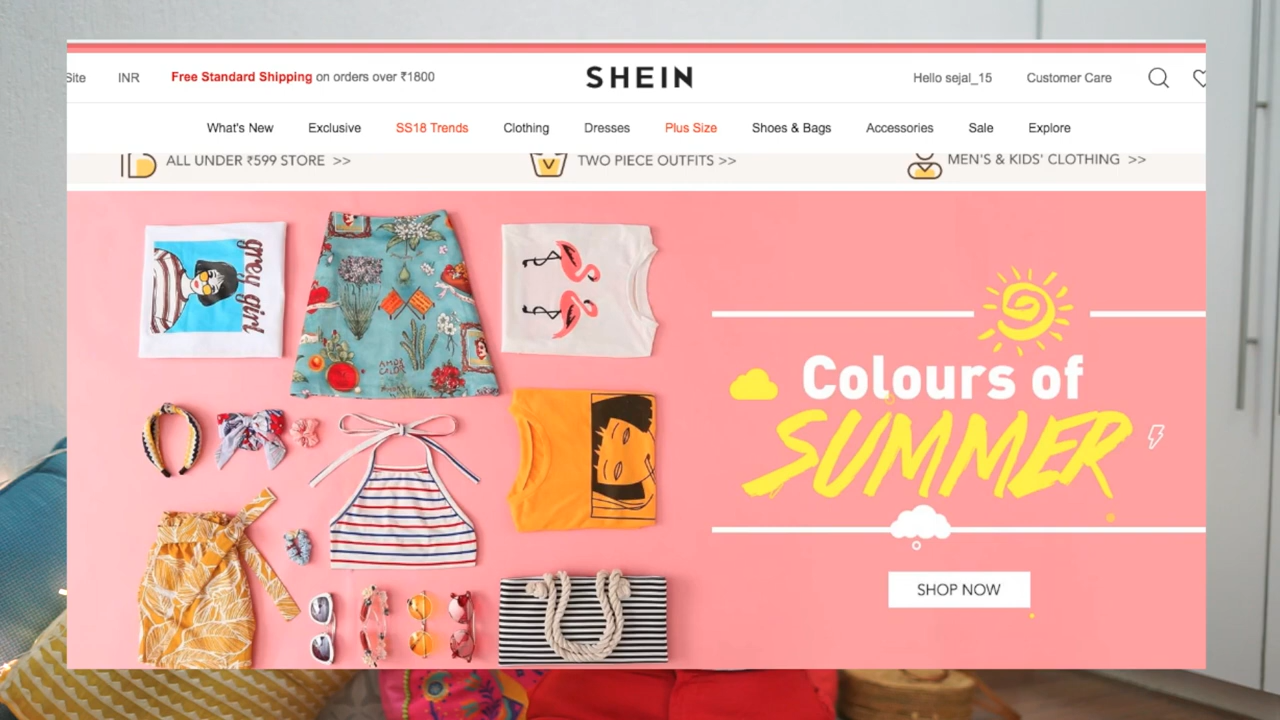 Site INR Free Standard Shipping on orders over ₹1800 SHEIN Hello sejal_15 Customer Care
What's New Exclusive SS18 Trends Clothing Dresses Plus Size Shoes & Bags Accessories Sale Explore
ALL UNDER ₹599 STORE >> TWO PIECE OUTFITS >> MEN'S & KIDS' CLOTHING >>
grey girl
Colours of
SUMMER
SHOP NOW